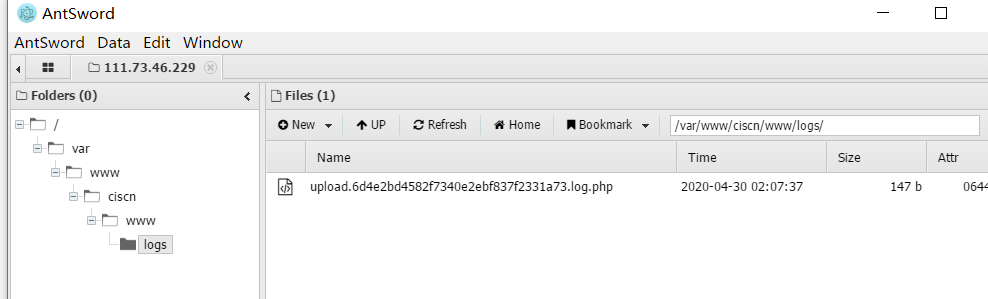 AntSword
AntSword Data Edit Window
111.73.46.229
Folders (0)
Files (1)
New UP Refresh Home Bookmark /var/www/ciscn/www/logs/
Name Time Size Attr
upload.6d4e2bd4582f7340e2ebf837f2331a73.log.php 2020-04-30 02:07:37 147 b 0644
/
var
www
ciscn
www
logs